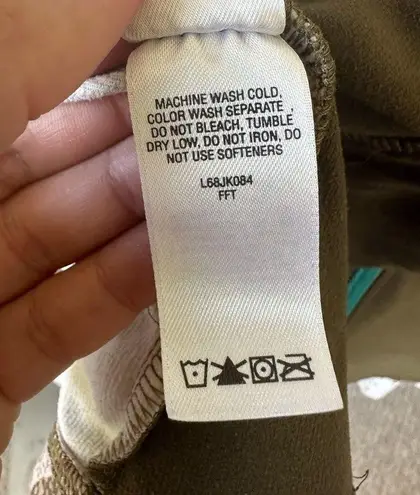 MACHINE WASH COLD,
COLOR WASH SEPARATE ,
DO NOT BLEACH, TUMBLE
DRY LOW, DO NOT IRON, DO
NOT USE SOFTENERS
L68JK084
FFT